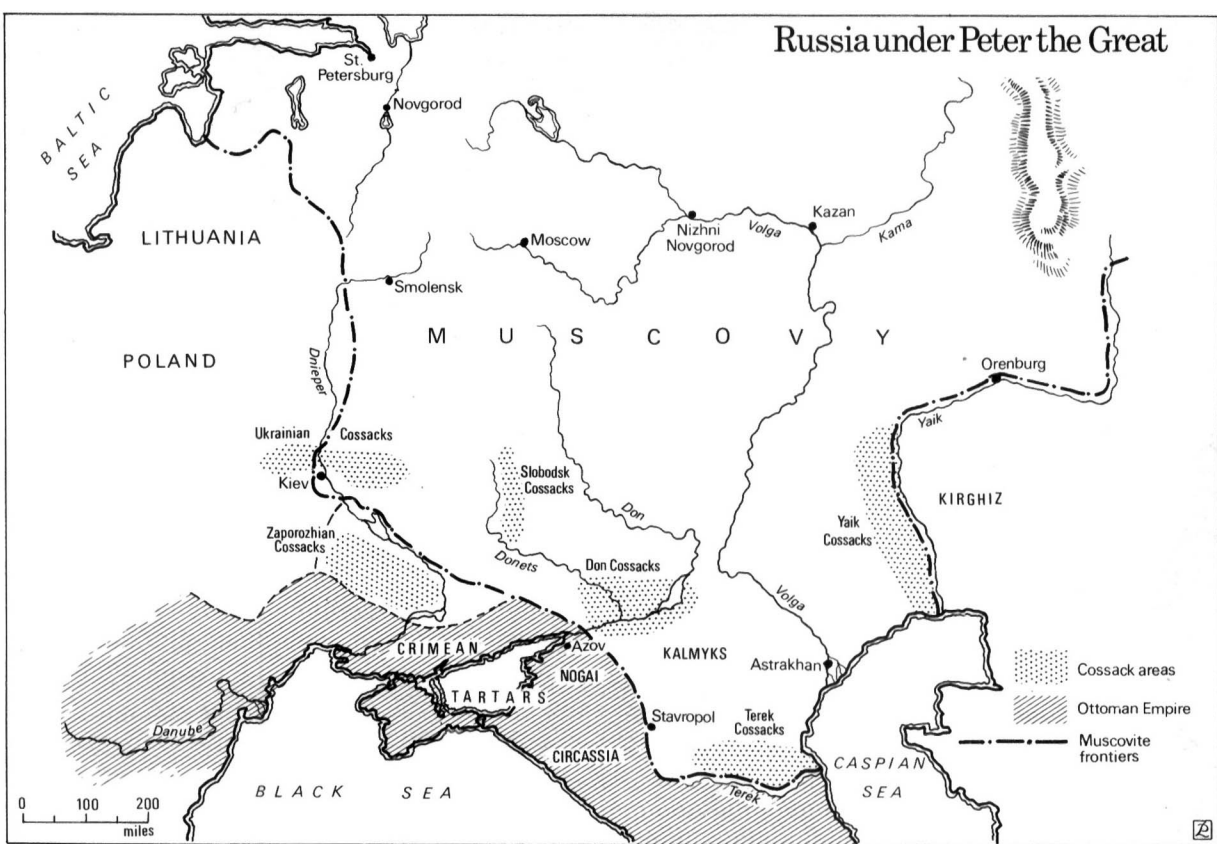 Russia under Peter the Great
St.
Petersburg
Novgorod
BALTIC
SEA
LITHUANIA
Moscow
Nizhni
Novgorod
Volga
Kazan
Kama
Smolensk
MUSCOVY
POLAND
Dnieper
Orenburg
Yaik
Ukrainian Cossacks
Kiev
Slobodsk
Cossacks
Don
KIRGHIZ
Yaik
Cossacks
Zaporozhian
Cossacks
Donets
Don Cossacks
Volga
CRIMEAN
TARTARS
Azov
NOGAI
KALMYKS
Astrakhan
Stavropol
Terek
Cossacks
CIRCASSIA
Terek
Danube
BLACK SEA
CASPIAN
SEA
Cossack areas
Ottoman Empire
Muscovite
frontiers
0 100 200
miles